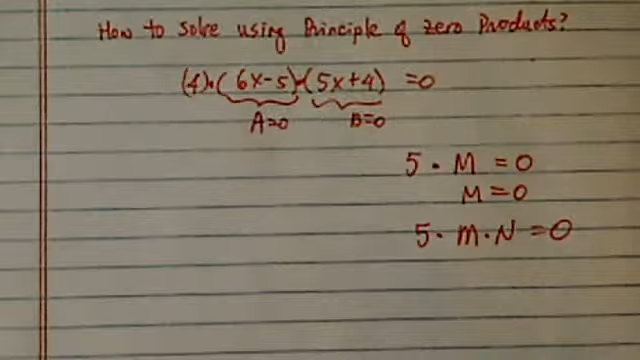 How to solve using Principle of zero Products?
(4)·(6x-5)·(5x+4) =0
A=0 B=0
5 · M =0
M =0
5 · M·N =0